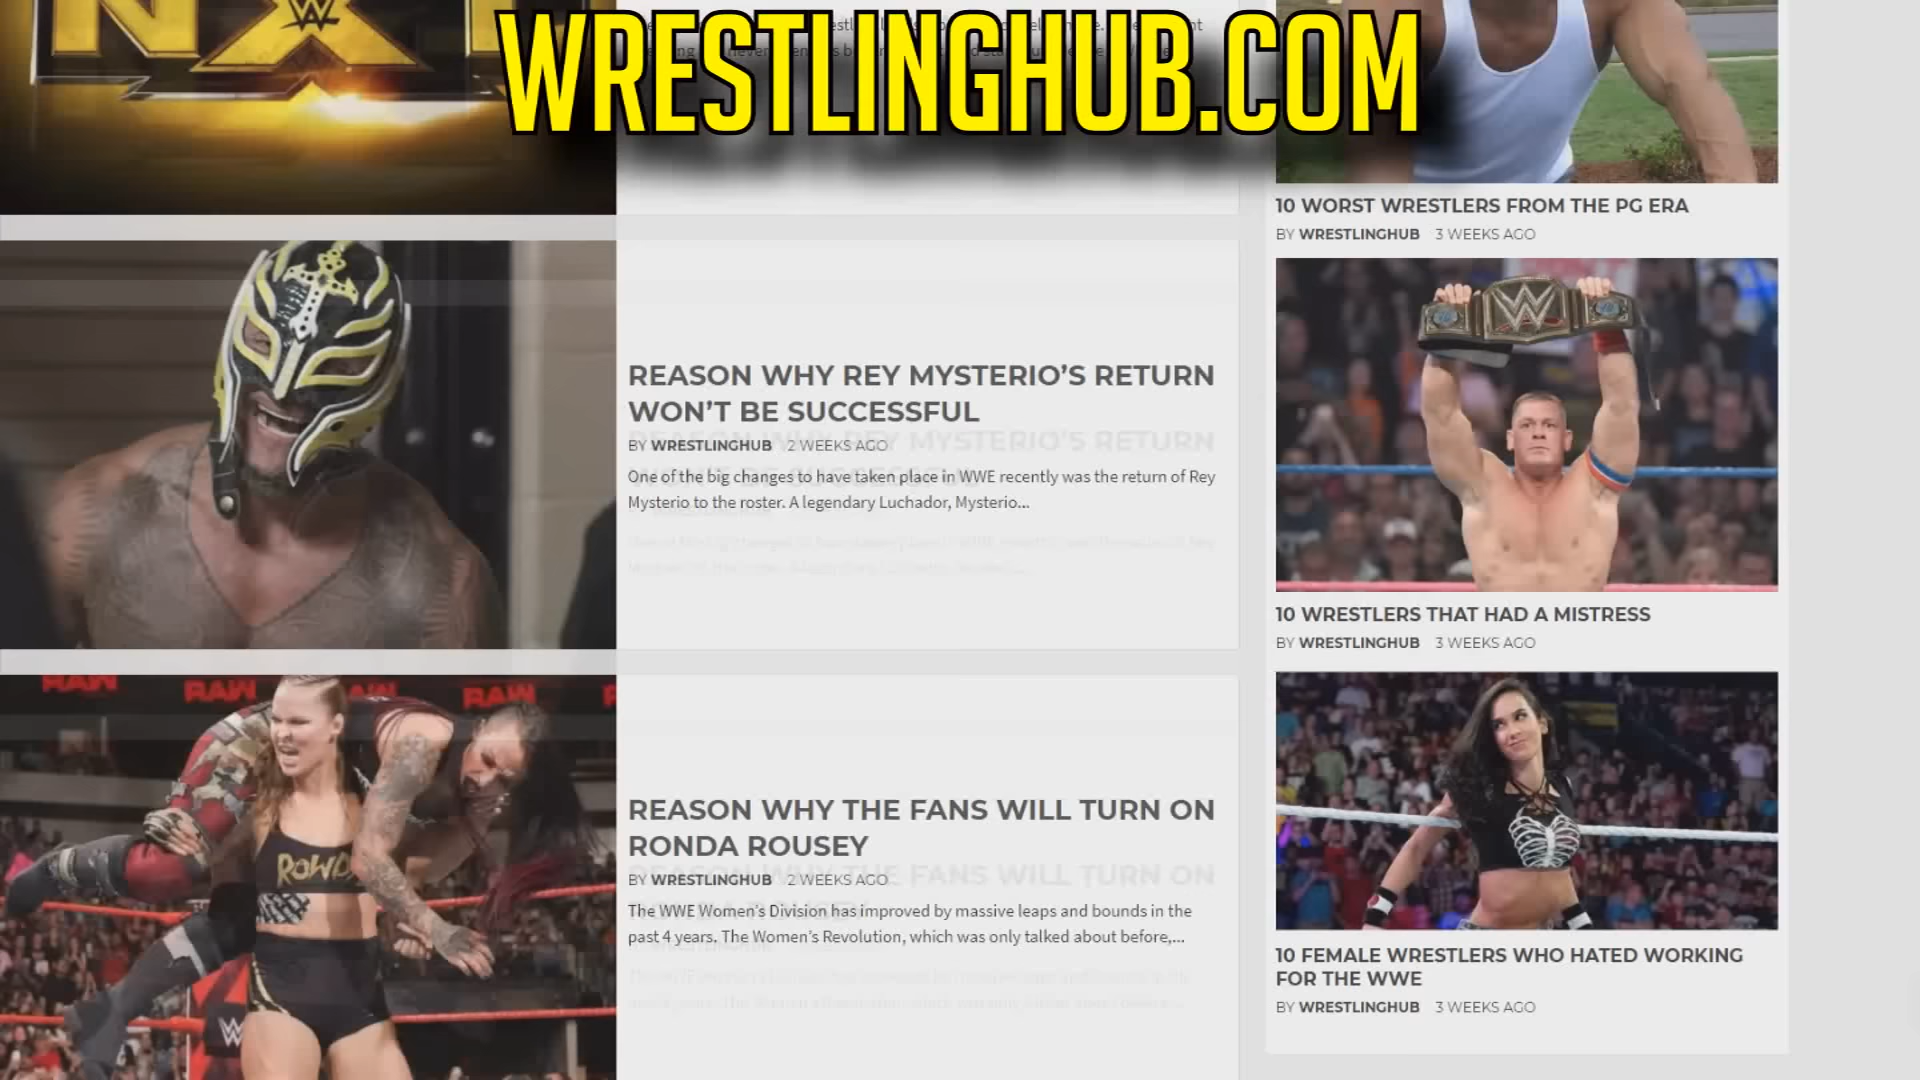 WRESTLINGHUB.COM
NXT
W
10 WORST WRESTLERS FROM THE PG ERA
BY WRESTLINGHUB 3 WEEKS AGO
REASON WHY REY MYSTERIO’S RETURN
WON’T BE SUCCESSFUL
BY WRESTLINGHUB 2 WEEKS AGO
One of the big changes to have taken place in WWE recently was the return of Rey
Mysterio to the roster. A legendary Luchador, Mysterio...
10 WRESTLERS THAT HAD A MISTRESS
BY WRESTLINGHUB 3 WEEKS AGO
RAW RAW RAW RAW
ROWDY
W
REASON WHY THE FANS WILL TURN ON
RONDA ROUSEY
BY WRESTLINGHUB 2 WEEKS AGO
The WWE Women’s Division has improved by massive leaps and bounds in the
past 4 years. The Women’s Revolution, which was only talked about before,...
10 FEMALE WRESTLERS WHO HATED WORKING
FOR THE WWE
BY WRESTLINGHUB 3 WEEKS AGO